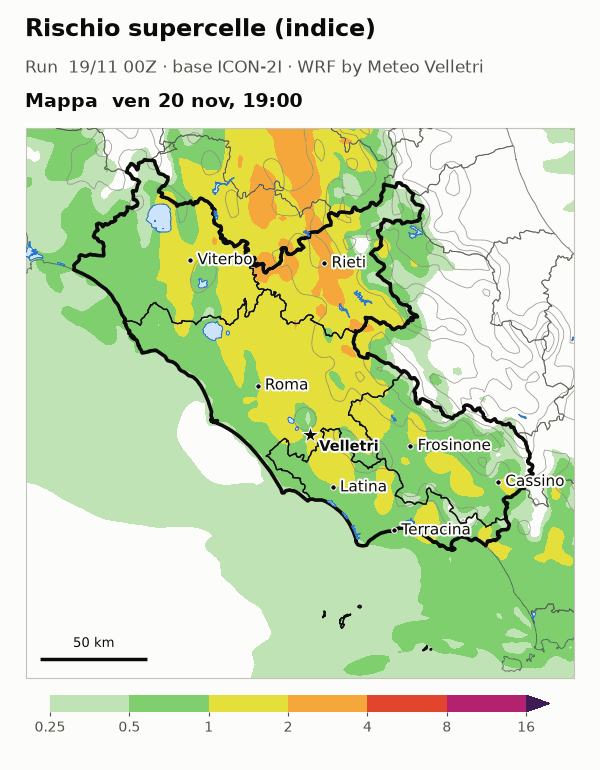 Rischio supercelle (indice)
Run  19/11 00Z · base ICON-2I · WRF by Meteo Velletri
Mappa  ven 20 nov, 19:00
Viterbo
Rieti
Roma
Velletri
Frosinone
Cassino
Latina
Terracina
50 km
0.25 0.5 1 2 4 8 16